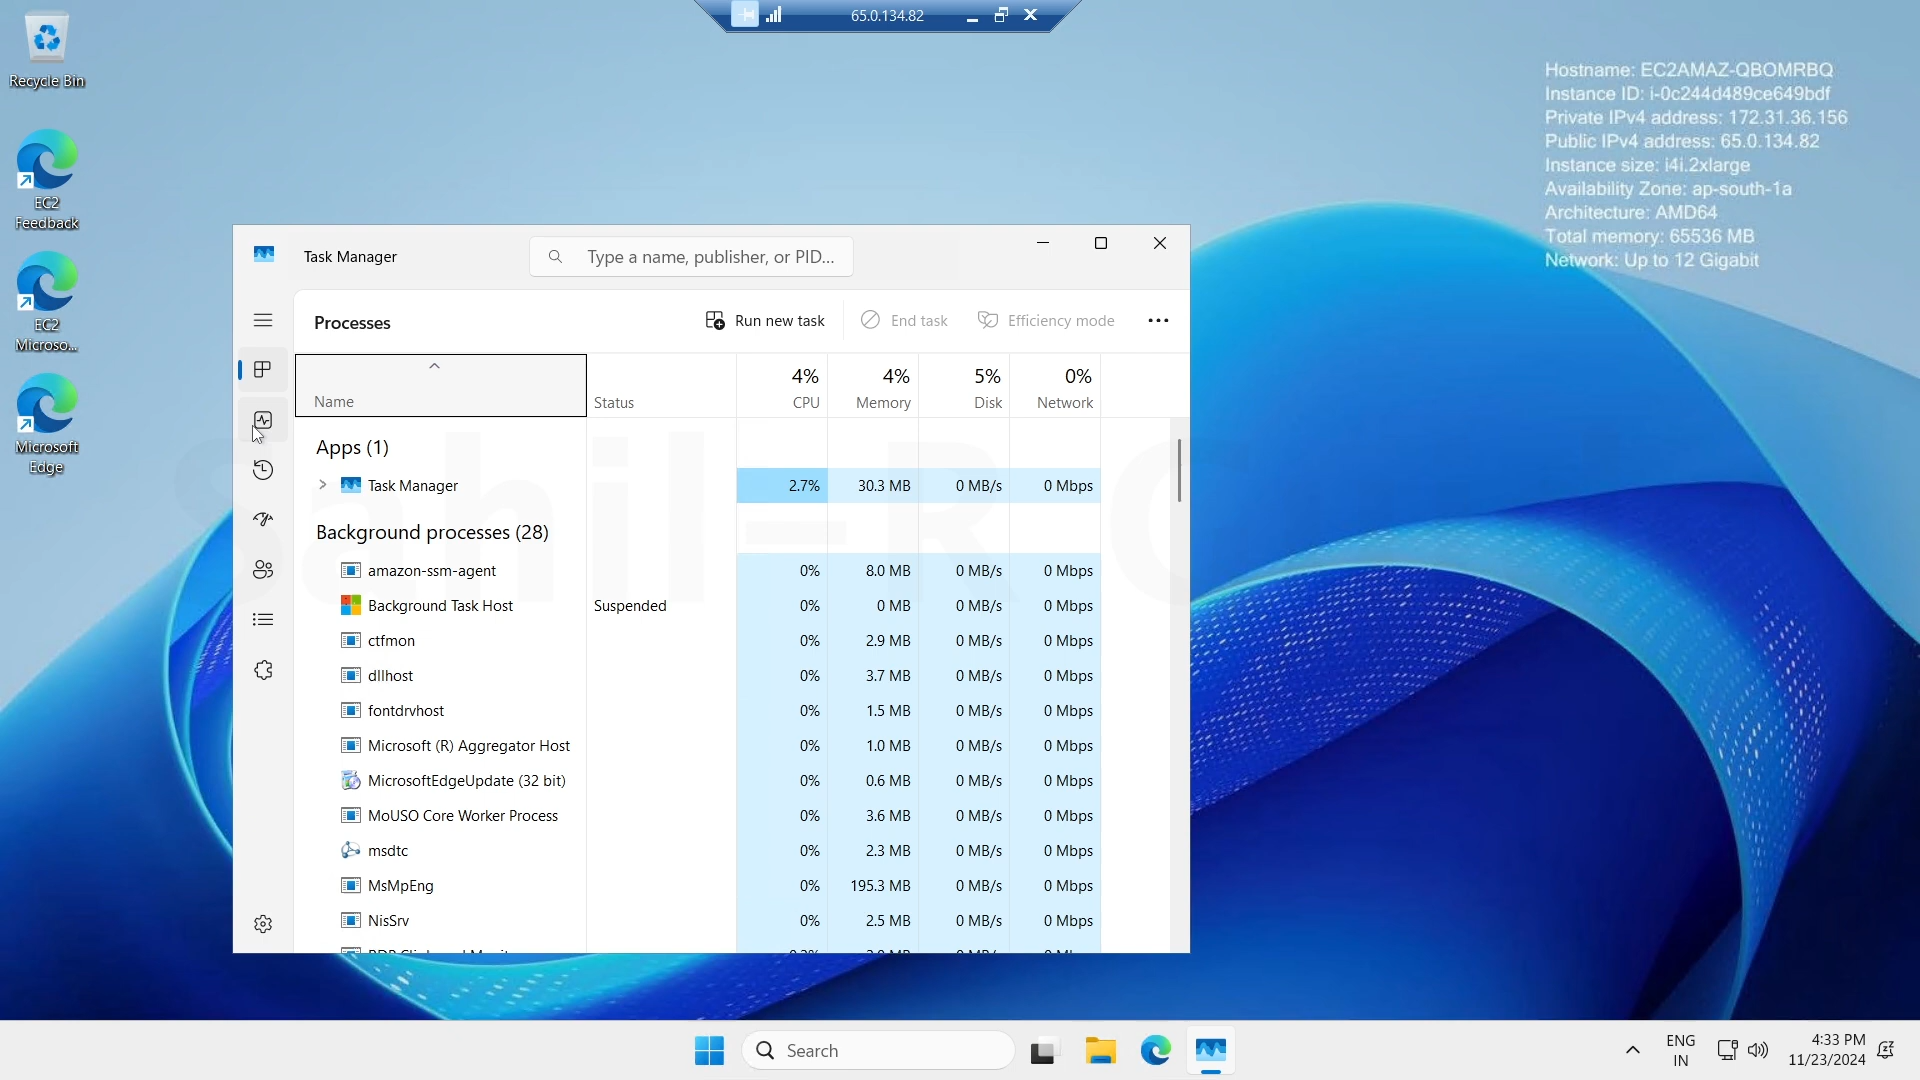 65.0.134.82
Recycle Bin
EC2
Feedback
EC2
Microso...
Microsoft
Edge
Hostname: EC2AMAZ-QBOMRBQ
Instance ID: i-0c244d489ce649bdf
Private IPv4 address: 172.31.36.156
Public IPv4 address: 65.0.134.82
Instance size: i4i.2xlarge
Availability Zone: ap-south-1a
Architecture: AMD64
Total memory: 65536 MB
Network: Up to 12 Gigabit
Task Manager
Type a name, publisher, or PID...
Processes
Run new task
End task
Efficiency mode
4% 4% 5% 0%
Name Status CPU Memory Disk Network
Apps (1)
Task Manager 2.7% 30.3 MB 0 MB/s 0 Mbps
Background processes (28)
amazon-ssm-agent 0% 8.0 MB 0 MB/s 0 Mbps
Background Task Host Suspended 0% 0 MB 0 MB/s 0 Mbps
ctfmon 0% 2.9 MB 0 MB/s 0 Mbps
dllhost 0% 3.7 MB 0 MB/s 0 Mbps
fontdrvhost 0% 1.5 MB 0 MB/s 0 Mbps
Microsoft (R) Aggregator Host 0% 1.0 MB 0 MB/s 0 Mbps
MicrosoftEdgeUpdate (32 bit) 0% 0.6 MB 0 MB/s 0 Mbps
MoUSO Core Worker Process 0% 3.6 MB 0 MB/s 0 Mbps
msdtc 0% 2.3 MB 0 MB/s 0 Mbps
MsMpEng 0% 195.3 MB 0 MB/s 0 Mbps
NisSrv 0% 2.5 MB 0 MB/s 0 Mbps
Search
ENG
IN
4:33 PM
11/23/2024